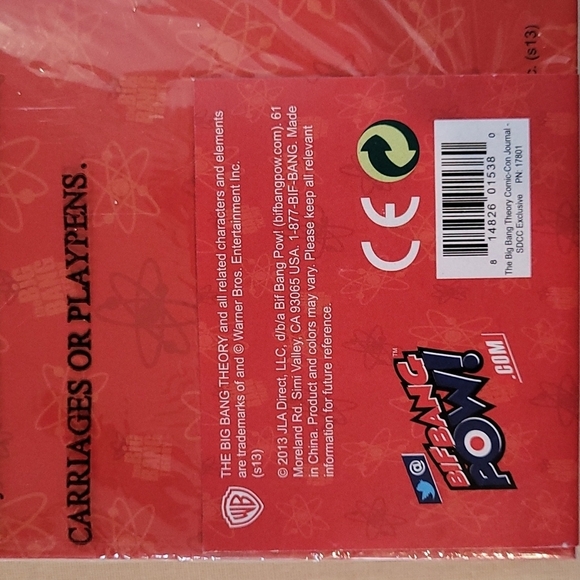 CARRIAGES OR PLAYPENS.
. (s13)
WB
THE BIG BANG THEORY and all related characters and elements
are trademarks of and © Warner Bros. Entertainment Inc.
(s13)
© 2013 JLA Direct, LLC, d/b/a Bif Bang Pow! (bifbangpow.com). 61
Moreland Rd. Simi Valley, CA 93065 USA. 1-877-BIF-BANG. Made
in China. Product and colors may vary. Please keep all relevant
information for future reference.
CE
@
BIF BANG™
POW!
.COM
8 14826 01538 0
The Big Bang Theory Comic-Con Journal -
SDCC Exclusive PN: 17801